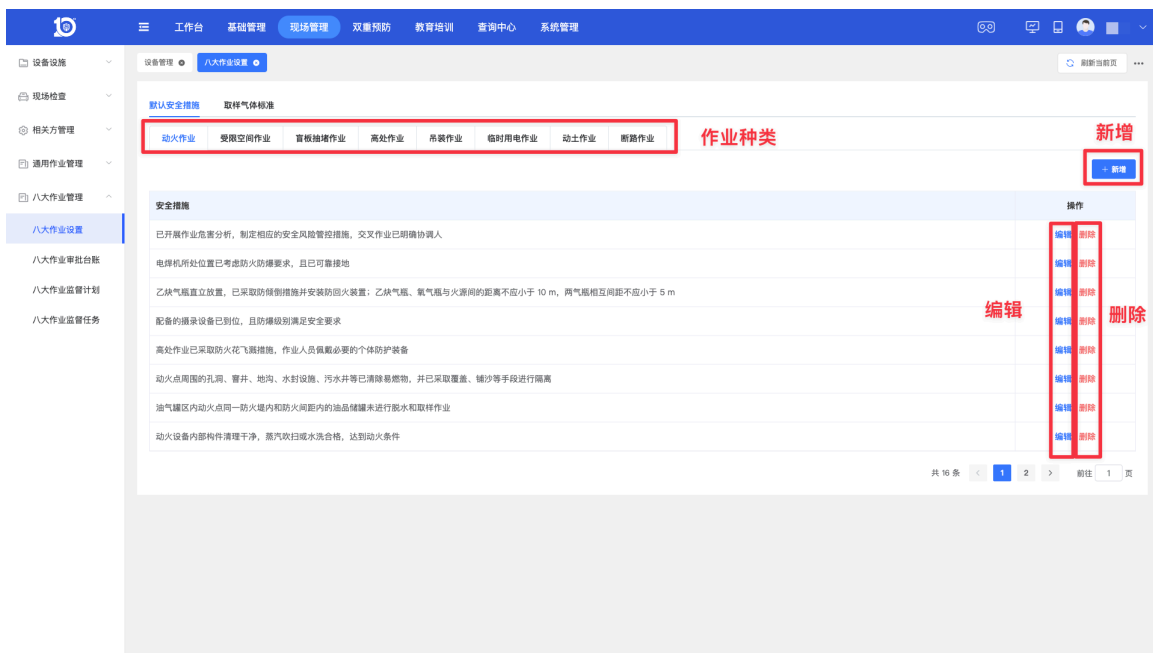 工作台 基础管理 现场管理 双重预防 教育培训 查询中心 系统管理
设备设施
现场检查
相关方管理
通用作业管理
八大作业管理
八大作业设置
八大作业审批台账
八大作业监督计划
八大作业监督任务
设备管理 八大作业设置 刷新当前页
默认安全措施 取样气体标准
动火作业 受限空间作业 盲板抽堵作业 高处作业 吊装作业 临时用电作业 动土作业 断路作业 作业种类
新增
+ 新增
安全措施 操作
已开展作业危害分析，制定相应的安全风险管控措施，交叉作业已明确协调人 编辑 删除
电焊机所处位置已考虑防火防爆要求，且已可靠接地 编辑 删除
乙炔气瓶直立放置，已采取防倾倒措施并安装防回火装置；乙炔气瓶、氧气瓶与火源间的距离不应小于 10 m，两气瓶相互间距不应小于 5 m 编辑 删除
编辑 删除
配备的摄录设备已到位，且防爆级别满足安全要求 编辑 删除
高处作业已采取防火花飞溅措施，作业人员佩戴必要的个体防护装备 编辑 删除
动火点周围的孔洞、窨井、地沟、水封设施、污水井等已清除易燃物，并已采取覆盖、铺沙等手段进行隔离 编辑 删除
油气罐区内动火点同一防火堤内和防火间距内的油品储罐未进行脱水和取样作业 编辑 删除
动火设备内部构件清理干净，蒸汽吹扫或水洗合格，达到动火条件 编辑 删除
共 16 条 1 2 前往 1 页